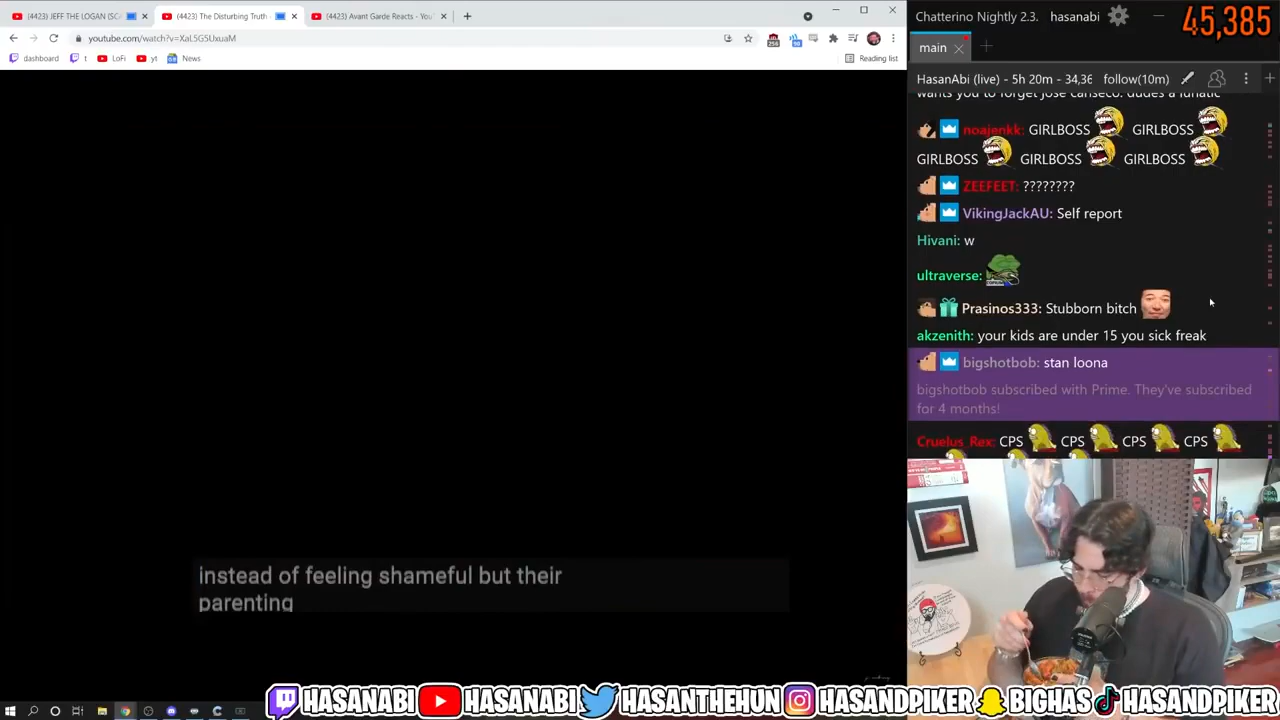 (4423) JEFF THE LOGAN (SC
(4423) The Disturbing Truth -
(4423) Avant Garde Reacts - You
youtube.com/watch?v=XaL5G5UxuaM
dashboard
t
LoFi
yt
News
Reading list
instead of feeling shameful but their
parenting
Chatterino Nightly 2.3.
hasanabi
45,385
main
HasanAbi (live) - 5h 20m - 34,36
follow(10m)
wants you to forget jose canseco. dudes a lunatic
noajenkk: GIRLBOSS GIRLBOSS
GIRLBOSS GIRLBOSS GIRLBOSS
ZEEFEET: ????????
VikingJackAU: Self report
Hivani: w
ultraverse:
Prasinos333: Stubborn bitch
akzenith: your kids are under 15 you sick freak
bigshotbob: stan loona
bigshotbob subscribed with Prime. They've subscribed
for 4 months!
Cruelus_Rex: CPS CPS CPS CPS
HASANABI HASANABI HASANTHEHUN HASANDPIKER BIGHAS HASANDPIKER